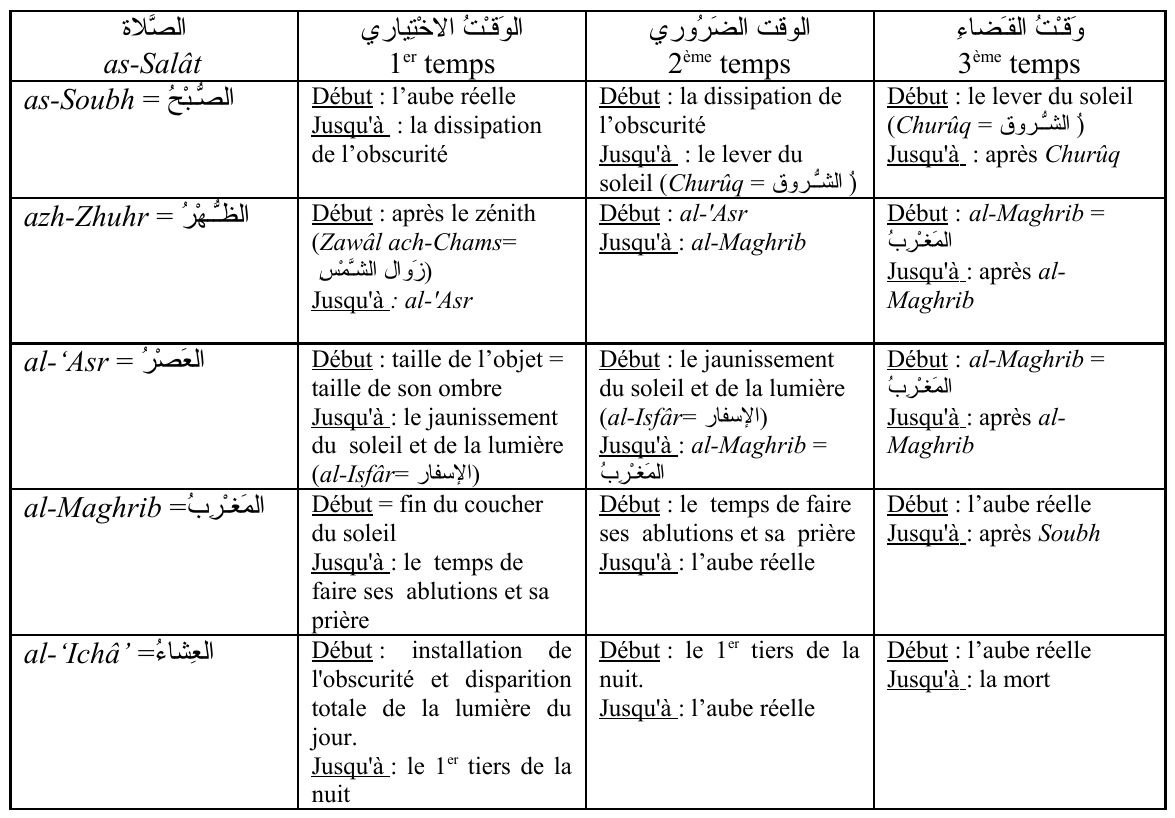 الصَّلاة
as-Salât
الوَقْتُ الاخْتِياري
1er temps
الوقت الضَرُوري
2ème temps
وَقْتُ القَضاءِ
3ème temps
as-Soubh = الصُّبْحُ
Début : l’aube réelle
Jusqu'à : la dissipation
de l’obscurité
Début : la dissipation de
l’obscurité
Jusqu'à : le lever du
soleil (Churûq = الشُّروقُ )
Début : le lever du soleil
(Churûq = الشُّروقُ )
Jusqu'à : après Churûq
azh-Zhuhr = الظُّهْرُ
Début : après le zénith
(Zawâl ach-Chams=
زَوال الشَّمْسِ)
Jusqu'à : al-'Asr
Début : al-'Asr
Jusqu'à : al-Maghrib
Début : al-Maghrib =
المَغرِبُ
Jusqu'à : après al-
Maghrib
al-‘Asr = العَصْرُ
Début : taille de l’objet =
taille de son ombre
Jusqu'à : le jaunissement
du soleil et de la lumière
(al-Isfâr= الإسفار)
Début : le jaunissement
du soleil et de la lumière
(al-Isfâr= الإسفار)
Jusqu'à : al-Maghrib =
المَغْرِبُ
Début : al-Maghrib =
المَغرِبُ
Jusqu'à : après al-
Maghrib
al-Maghrib =المَغْرِبُ
Début = fin du coucher
du soleil
Jusqu'à : le temps de
faire ses ablutions et sa
prière
Début : le temps de faire
ses ablutions et sa prière
Jusqu'à : l’aube réelle
Début : l’aube réelle
Jusqu'à : après Soubh
al-‘Ichâ’ =العِشاءُ
Début : installation de
l'obscurité et disparition
totale de la lumière du
jour.
Jusqu'à : le 1er tiers de la
nuit
Début : le 1er tiers de la
nuit.
Jusqu'à : l’aube réelle
Début : l’aube réelle
Jusqu'à : la mort